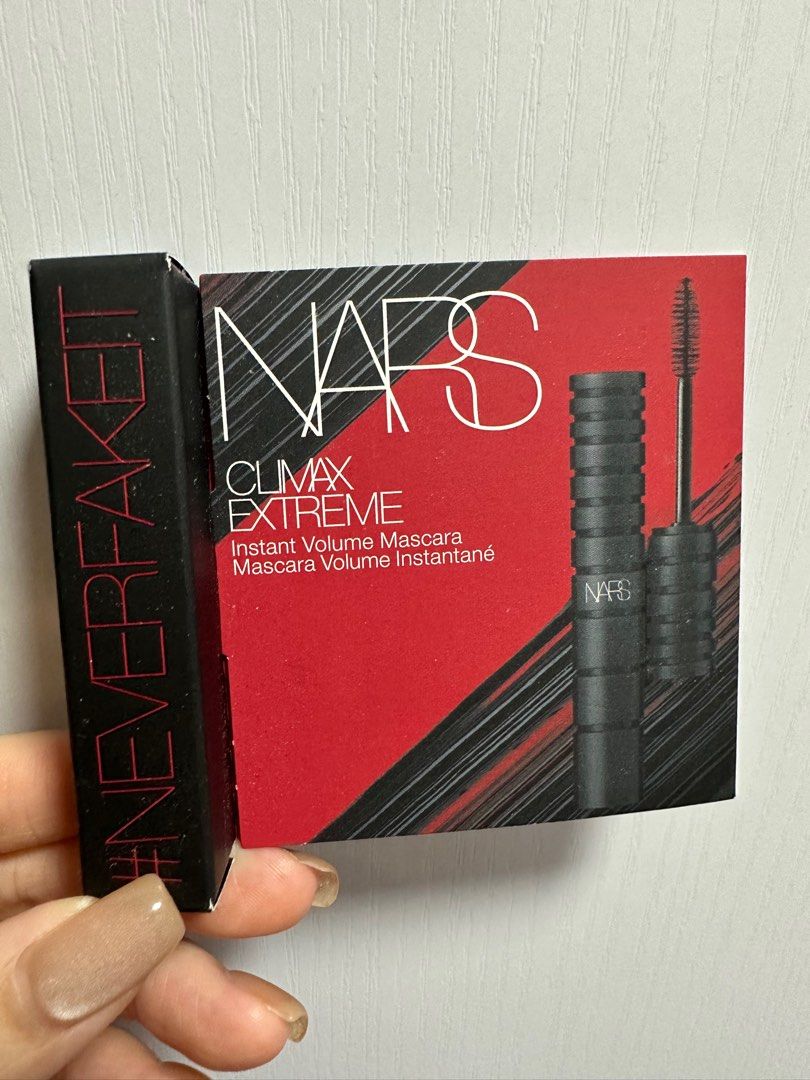 #NEVERFAKEIT
NARS
CLIMAX
EXTREME
Instant Volume Mascara
Mascara Volume Instantané
NARS